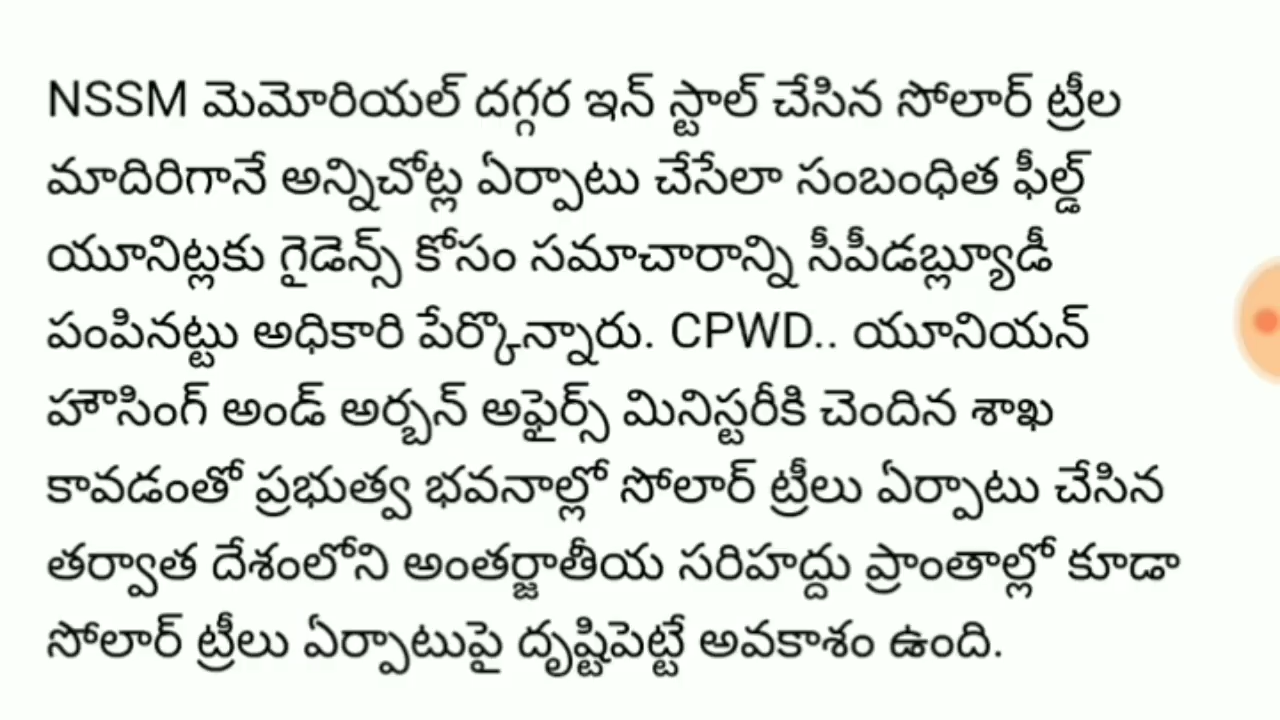 NSSM మెమోరియల్ దగ్గర ఇన్ స్టాల్ చేసిన సోలార్ ట్రీల
మాదిరిగానే అన్నిచోట్ల ఏర్పాటు చేసేలా సంబంధిత ఫీల్డ్
యూనిట్లకు గైడెన్స్ కోసం సమాచారాన్ని సీపీడబ్ల్యూడీ
పంపినట్టు అధికారి పేర్కొన్నారు. CPWD.. యూనియన్
హౌసింగ్ అండ్ అర్బన్ అఫైర్స్ మినిస్టరీకి చెందిన శాఖ
కావడంతో ప్రభుత్వ భవనాల్లో సోలార్ ట్రీలు ఏర్పాటు చేసిన
తర్వాత దేశంలోని అంతర్జాతీయ సరిహద్దు ప్రాంతాల్లో కూడా
సోలార్ ట్రీలు ఏర్పాటుపై దృష్టిపెట్టే అవకాశం ఉంది.